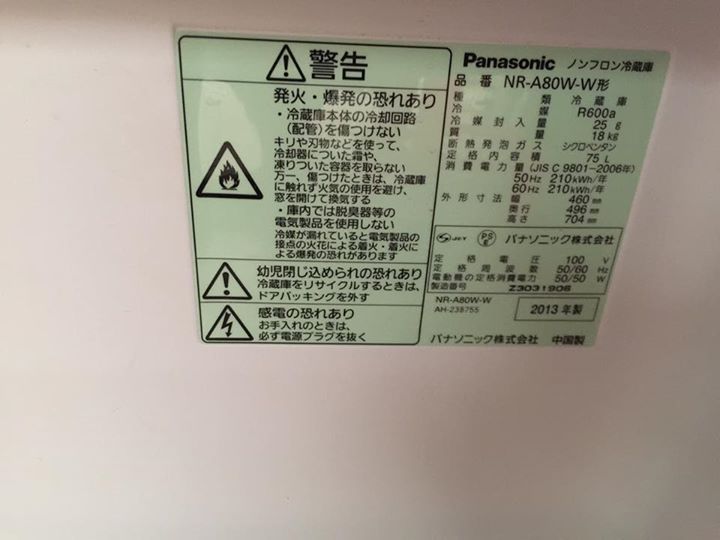 警告
発火・爆発の恐れあり
・冷蔵庫本体の冷却回路
(配管)を傷つけない
キリや刃物などを使って、
冷却器についた霜や、
凍りついた容器を取らない
万一、傷つけたときは、冷蔵庫
に触れず火気の使用を避け、
窓を開けて換気する
・庫内では脱臭器等の
電気製品を使用しない
冷媒が漏れていると電気製品の
接点の火花による着火・着火に
よる爆発の恐れがあります
幼児閉じ込められの恐れあり
冷蔵庫をリサイクルするときは、
ドアパッキングを外す
感電の恐れあり
お手入れのときは、
必ず電源プラグを抜く
Panasonic ノンフロン冷蔵庫
品番 NR-A80W-W形
種類 冷蔵庫
冷媒 R600a
冷媒封入量 25 g
質量 18 kg
断熱発泡ガス シクロペンタン
定格内容積 75 L
消費電力量 (JIS C 9801-2006年)
50Hz 210kWh/年
60Hz 210kWh/年
外形寸法 幅 460 mm
奥行 496 mm
高さ 704 mm
S JET PS E パナソニック株式会社
定格電圧 100 V
定格周波数 50/60 Hz
電動機の定格消費電力 50/50 W
製造番号 Z3031906
NR-A80W-W
AH-238755
2013 年製
パナソニック株式会社 中国製